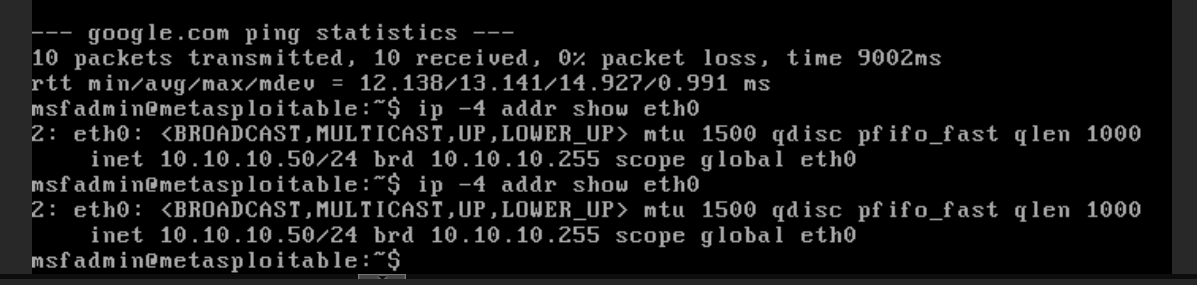 --- google.com ping statistics ---
10 packets transmitted, 10 received, 0% packet loss, time 9002ms
rtt min/avg/max/mdev = 12.138/13.141/14.927/0.991 ms
msfadmin@metasploitable:~$ ip -4 addr show eth0
2: eth0: <BROADCAST,MULTICAST,UP,LOWER_UP> mtu 1500 qdisc pfifo_fast qlen 1000
    inet 10.10.10.50/24 brd 10.10.10.255 scope global eth0
msfadmin@metasploitable:~$ ip -4 addr show eth0
2: eth0: <BROADCAST,MULTICAST,UP,LOWER_UP> mtu 1500 qdisc pfifo_fast qlen 1000
    inet 10.10.10.50/24 brd 10.10.10.255 scope global eth0
msfadmin@metasploitable:~$